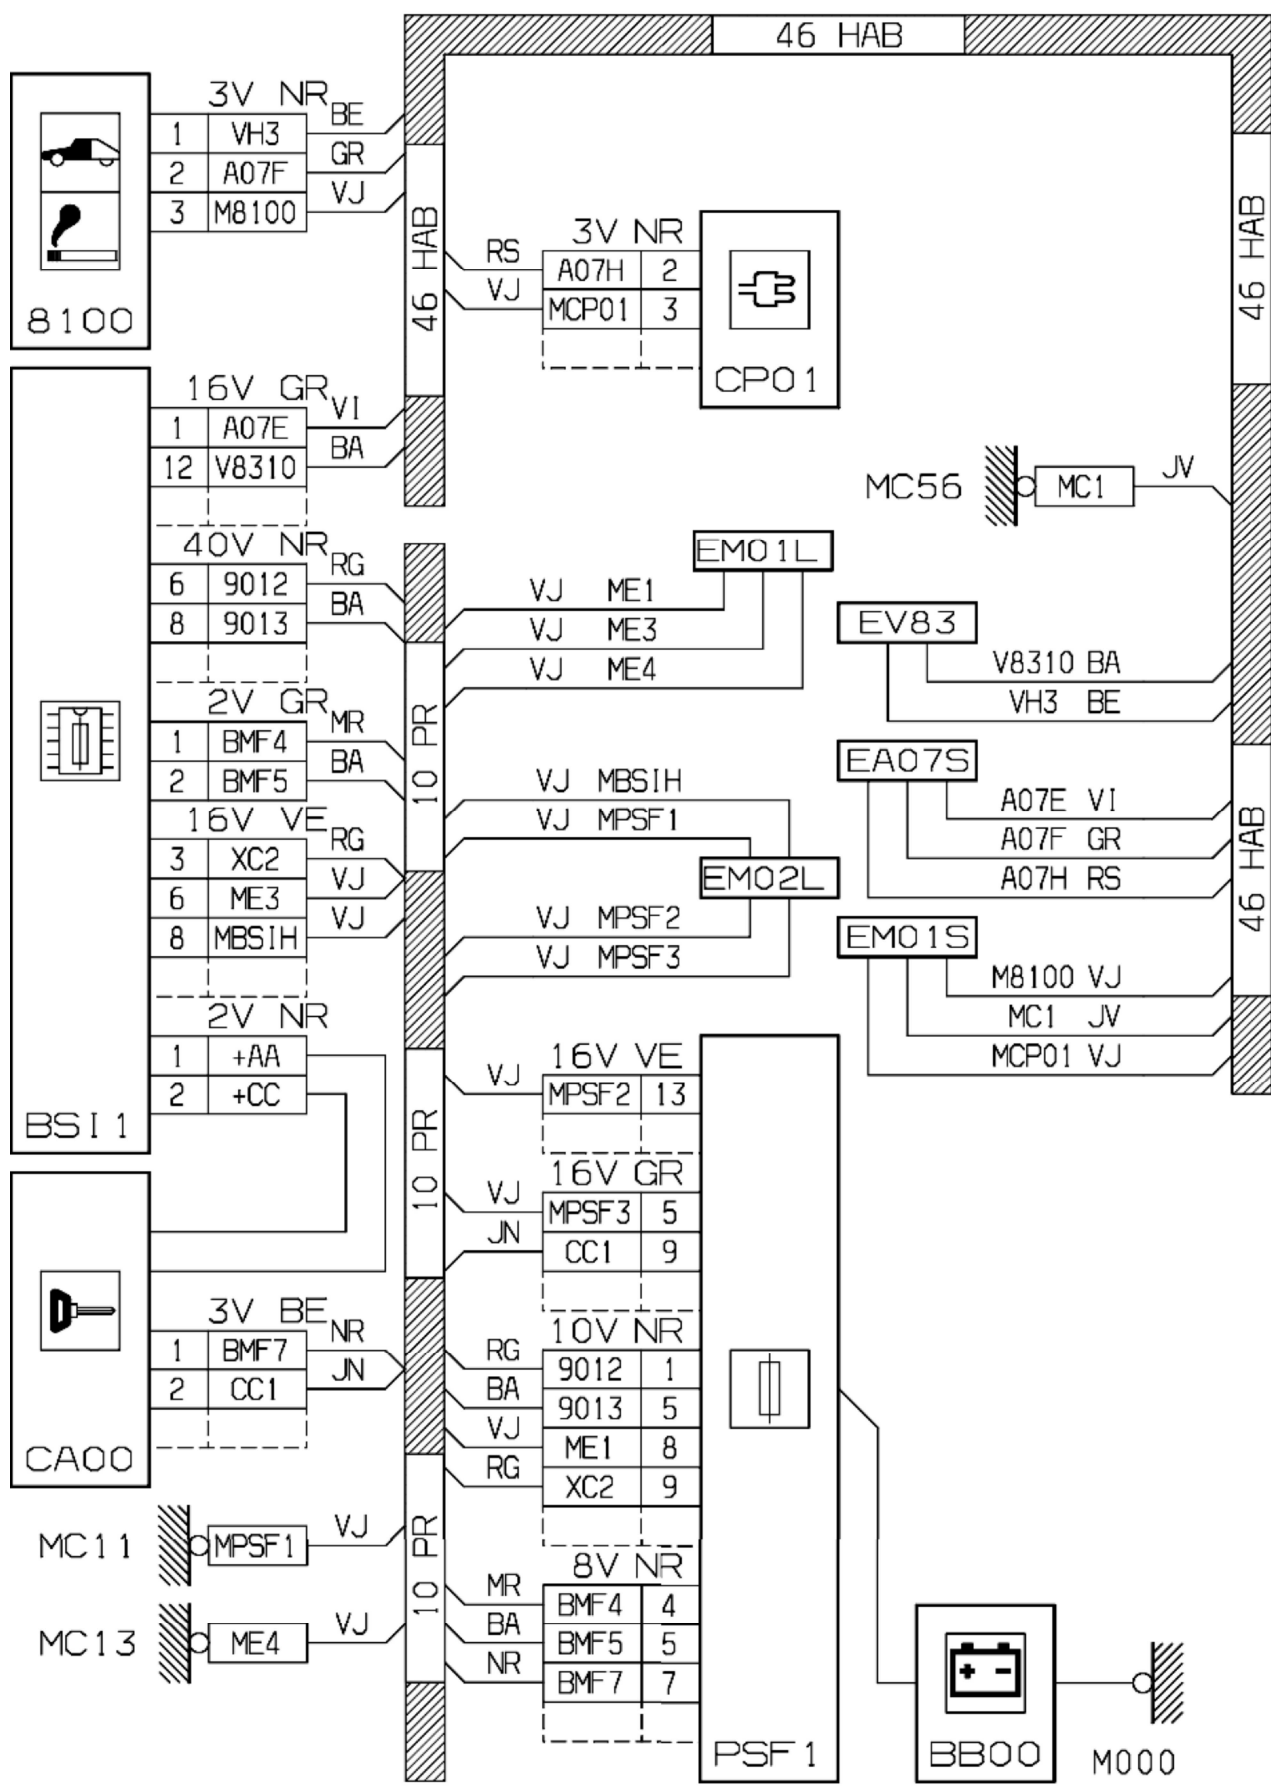 46 HAB
3V NR
BE
1 VH3
GR
2 A07F
VJ
3 M8100
8100
46 HAB
46 HAB
3V NR
RS
A07H 2
VJ
MCP01 3
CP01
16V GR
VI
1 A07E
BA
12 V8310
MC56
MC1
JV
40V NR
RG
6 9012
BA
8 9013
EM01L
VJ ME1
VJ ME3
VJ ME4
EV83
V8310 BA
VH3 BE
2V GR
MR
1 BMF4
BA
2 BMF5
10 PR
EA07S
A07E VI
A07F GR
A07H RS
46 HAB
VJ MBSIH
VJ MPSF1
EM02L
VJ MPSF2
VJ MPSF3
16V VE
RG
3 XC2
VJ
6 ME3
VJ
8 MBSIH
EM01S
M8100 VJ
MC1 JV
MCP01 VJ
2V NR
1 +AA
2 +CC
BSI1
10 PR
16V VE
VJ
MPSF2 13
16V GR
VJ
MPSF3 5
JN
CC1 9
3V BE
NR
1 BMF7
JN
2 CC1
CA00
10V NR
RG
9012 1
BA
9013 5
VJ
ME1 8
RG
XC2 9
MC11
MPSF1
VJ
MC13
ME4
VJ
10 PR
8V NR
MR
BMF4 4
BA
BMF5 5
NR
BMF7 7
PSF1
+ -
BB00
M000